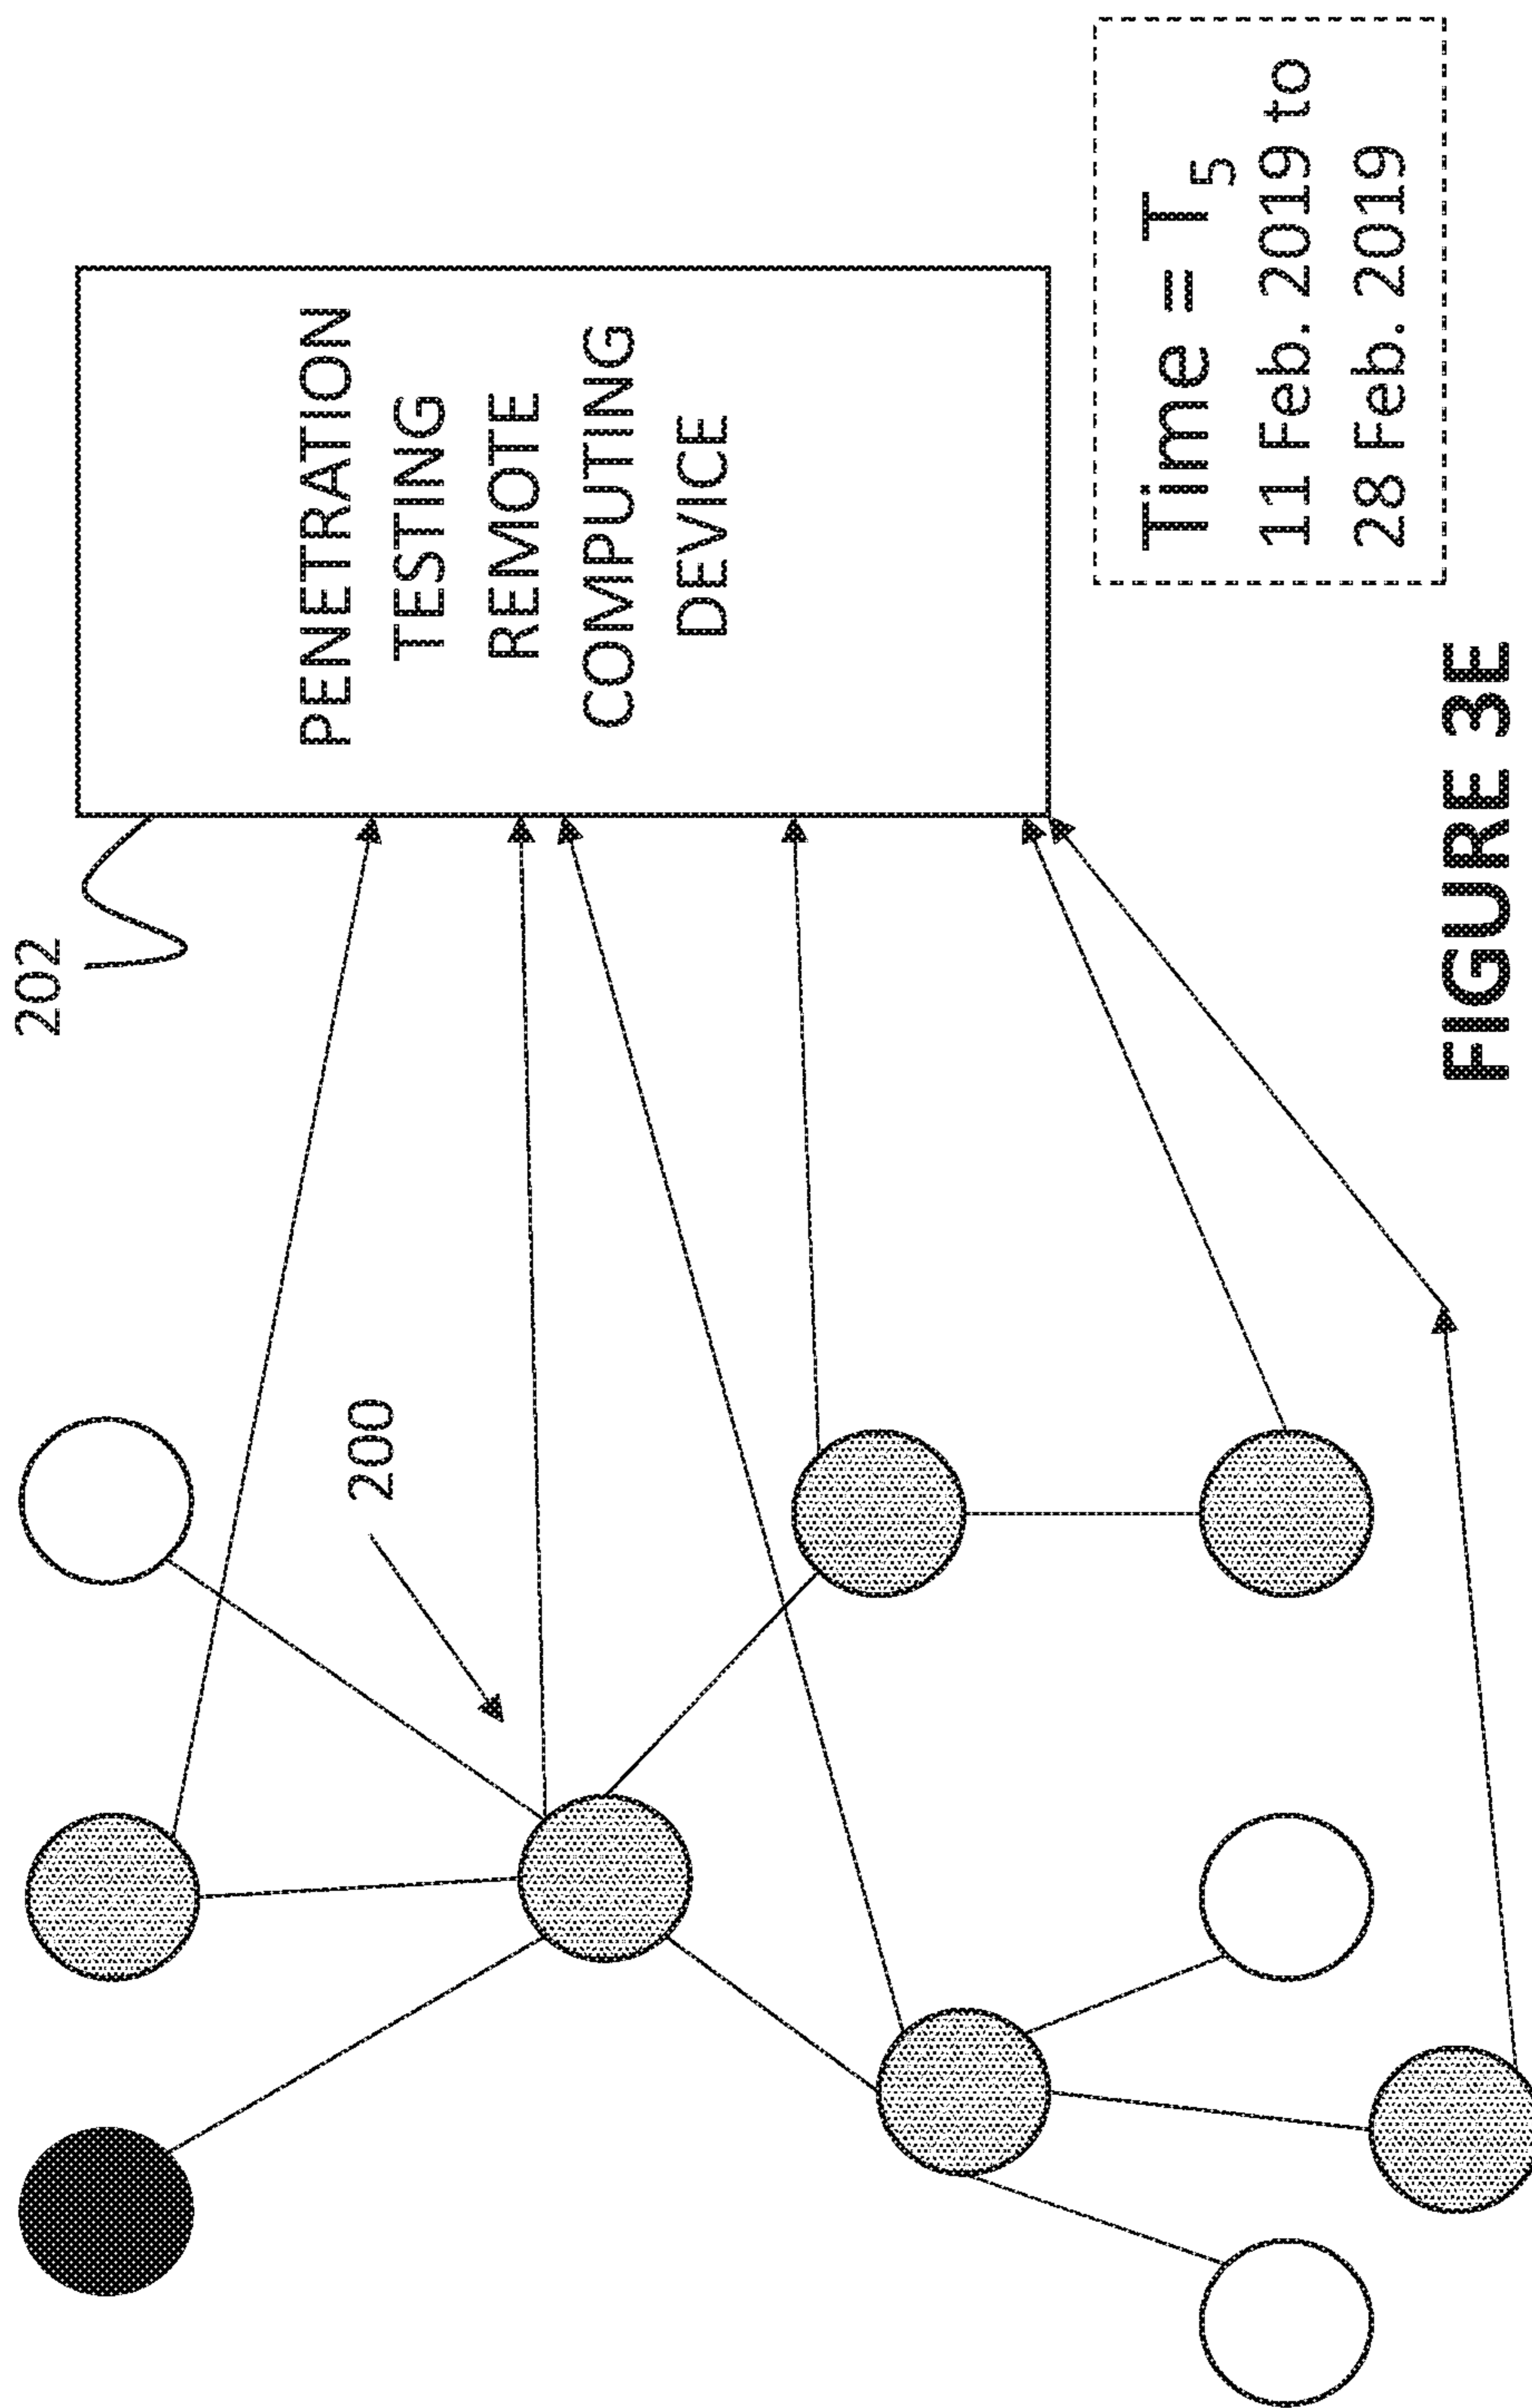 202
200
PENETRATION
TESTING
REMOTE
COMPUTING
DEVICE
Time = T5
11 Feb. 2019 to
28 Feb. 2019
FIGURE 3E